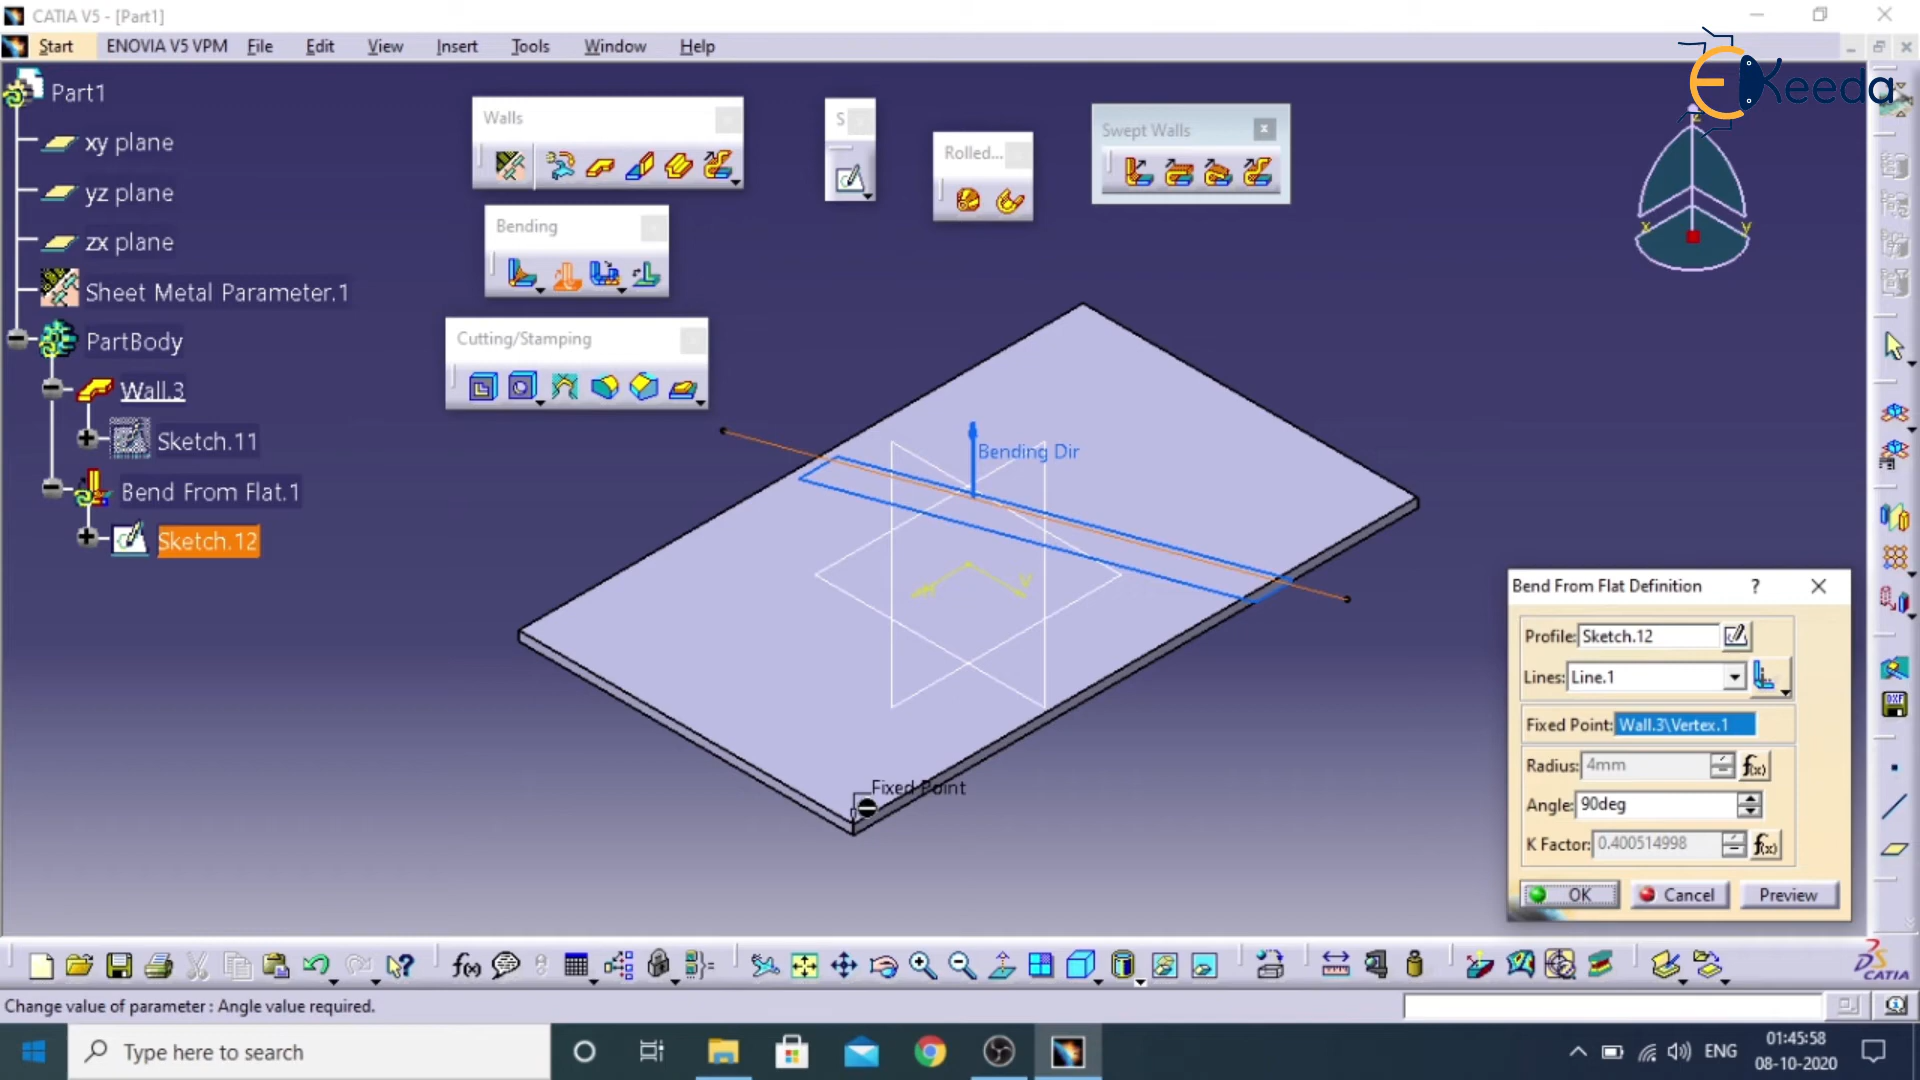 CATIA V5 - [Part1]
Start ENOVIA V5 VPM File Edit View Insert Tools Window Help
EKeeda
Part1
xy plane
yz plane
zx plane
Sheet Metal Parameter.1
PartBody
Wall.3
Sketch.11
Bend From Flat.1
Sketch.12
Walls
S
Rolled...
Swept Walls
Bending
Cutting/Stamping
z
x
y
Bending Dir
V
H
Fixed Point
Bend From Flat Definition ? X
Profile: Sketch.12
Lines: Line.1
Fixed Point: Wall.3\Vertex.1
Radius: 4mm f(x)
Angle: 90deg
K Factor: 0.400514998 f(x)
OK Cancel Preview
DXF
f(x)
DS CATIA
Change value of parameter : Angle value required.
Type here to search
ENG
01:45:58
08-10-2020